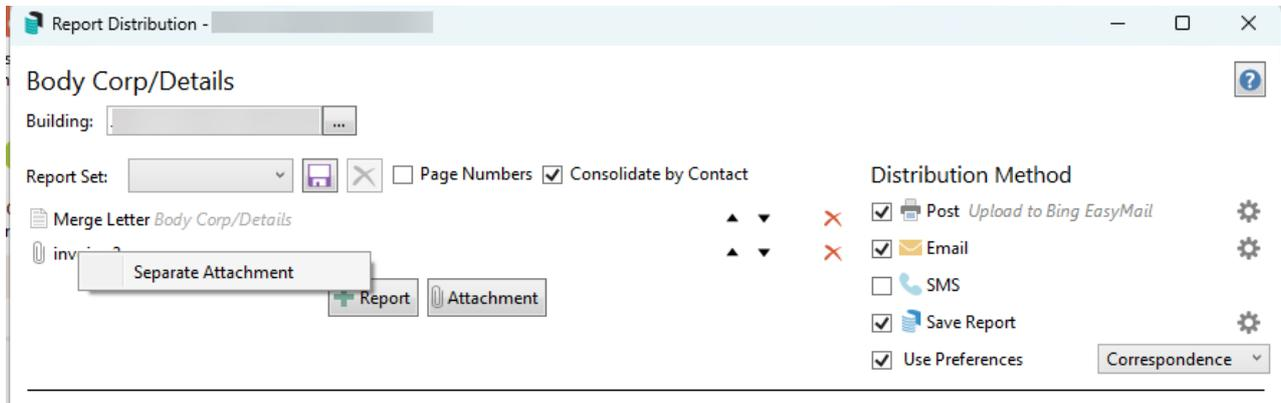 Report Distribution -
Body Corp/Details
Building:
...
Report Set:
Page Numbers
Consolidate by Contact
Merge Letter Body Corp/Details
Separate Attachment
Report
Attachment
Distribution Method
Post Upload to Bing EasyMail
Email
SMS
Save Report
Use Preferences
Correspondence